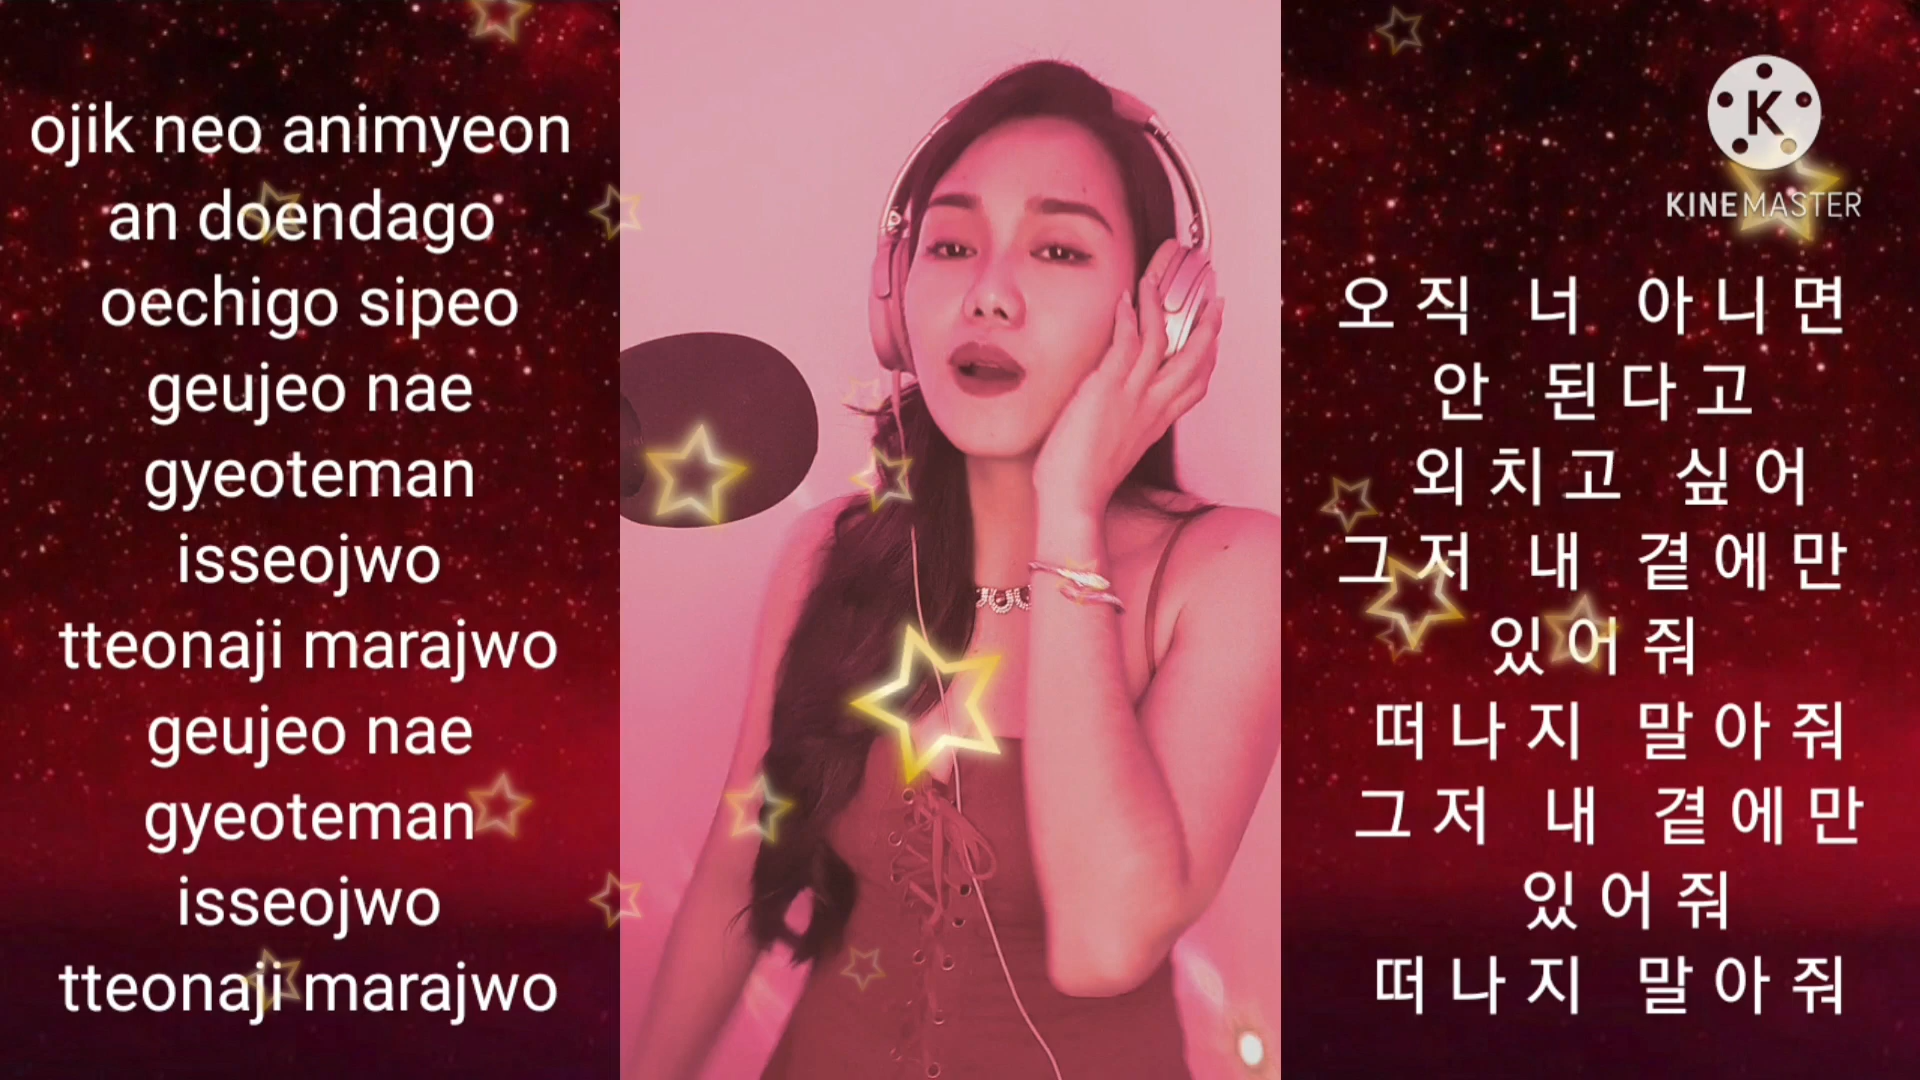 ojik neo animyeon
an doendago
oechigo sipeo
geujeo nae
gyeoteman
isseojwo
tteonaji marajwo
geujeo nae
gyeoteman
isseojwo
tteonaji marajwo
K
KINEMASTER
오직 너 아니면
안 된다고
외치고 싶어
그저 내 곁에만
있어줘
떠나지 말아줘
그저 내 곁에만
있어줘
떠나지 말아줘